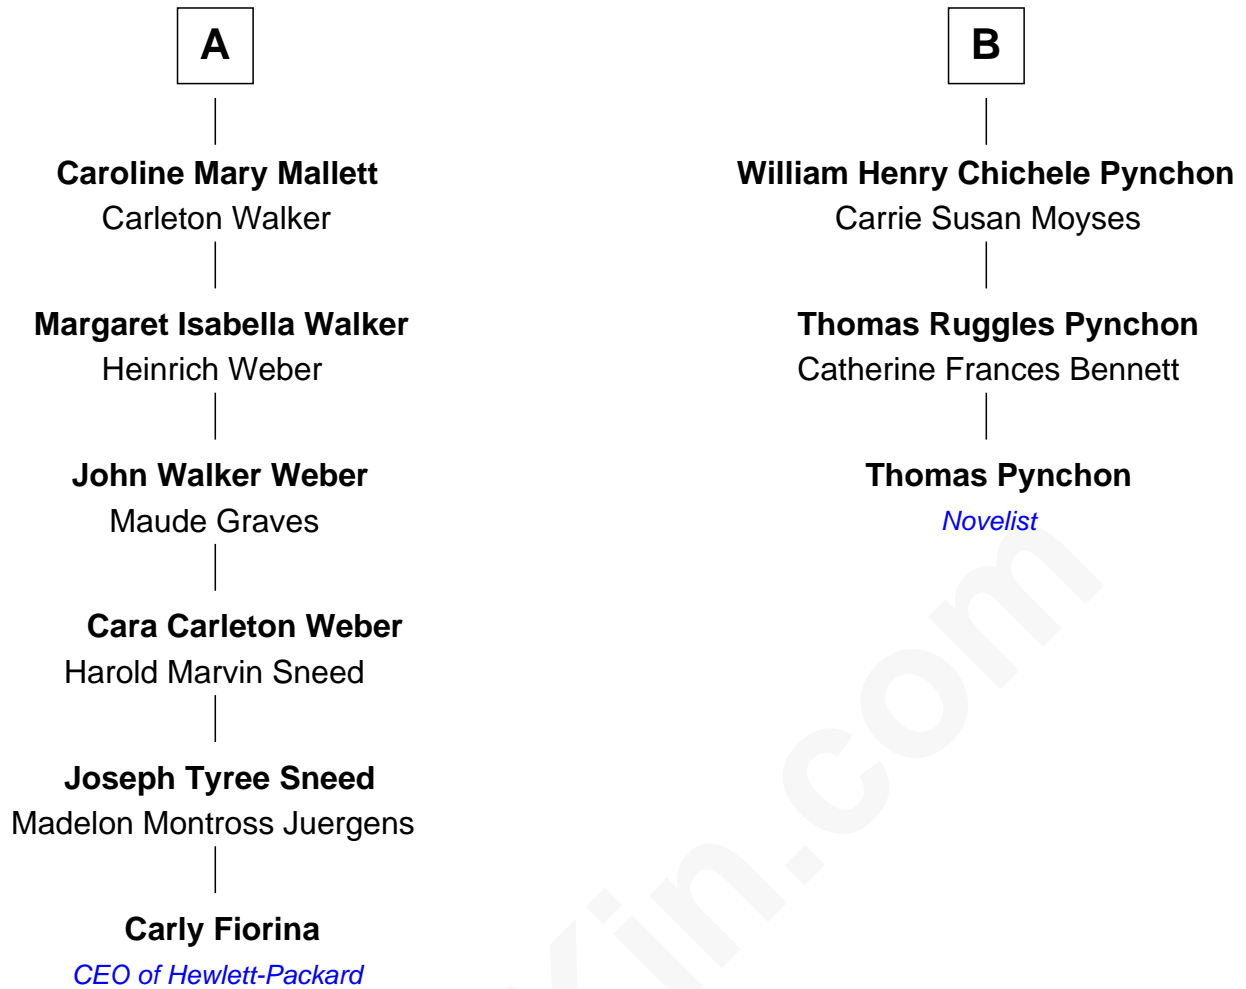 A
Caroline Mary Mallett
Carleton Walker
Margaret Isabella Walker
Heinrich Weber
John Walker Weber
Maude Graves
Cara Carleton Weber
Harold Marvin Sneed
Joseph Tyree Sneed
Madelon Montross Juergens
Carly Fiorina
CEO of Hewlett-Packard
B
William Henry Chichele Pynchon
Carrie Susan Moyses
Thomas Ruggles Pynchon
Catherine Frances Bennett
Thomas Pynchon
Novelist
kin.com